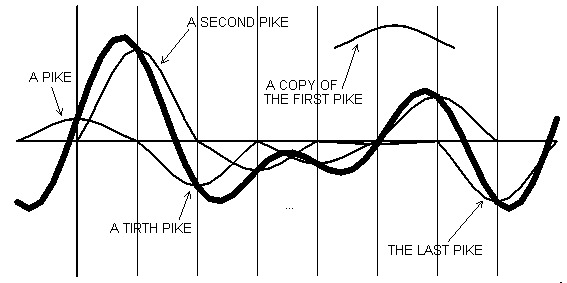 A SECOND PIKE
A PIKE
A COPY OF
THE FIRST PIKE
...
A TIRTH PIKE
THE LAST PIKE